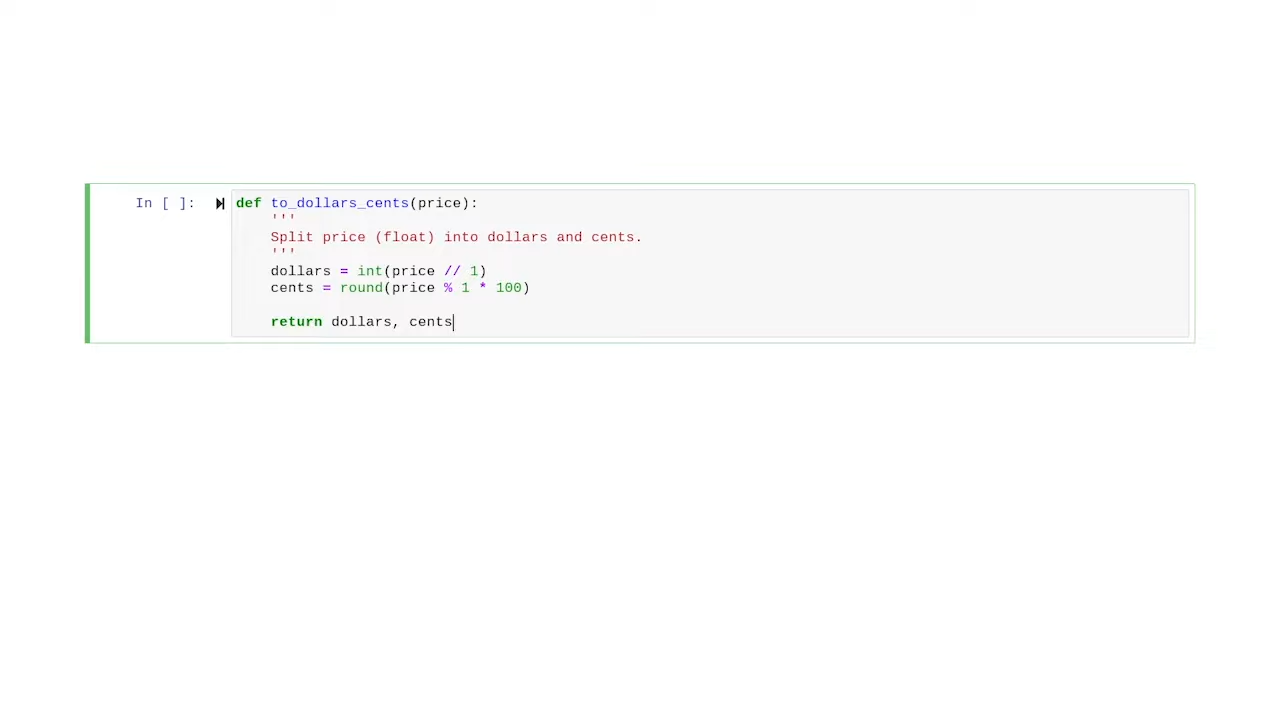 In [ ]: def to_dollars_cents(price):
    '''
    Split price (float) into dollars and cents.
    '''
    dollars = int(price // 1)
    cents = round(price % 1 * 100)
    return dollars, cents